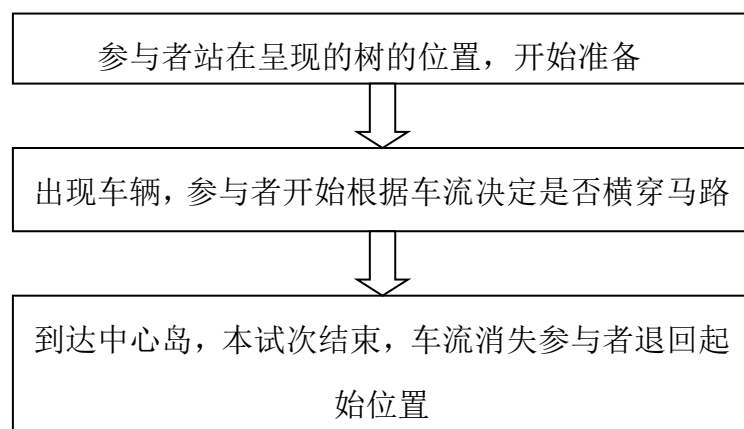 参与者站在呈现的树的位置，开始准备
出现车辆，参与者开始根据车流决定是否横穿马路
到达中心岛，本试次结束，车流消失参与者退回起
始位置